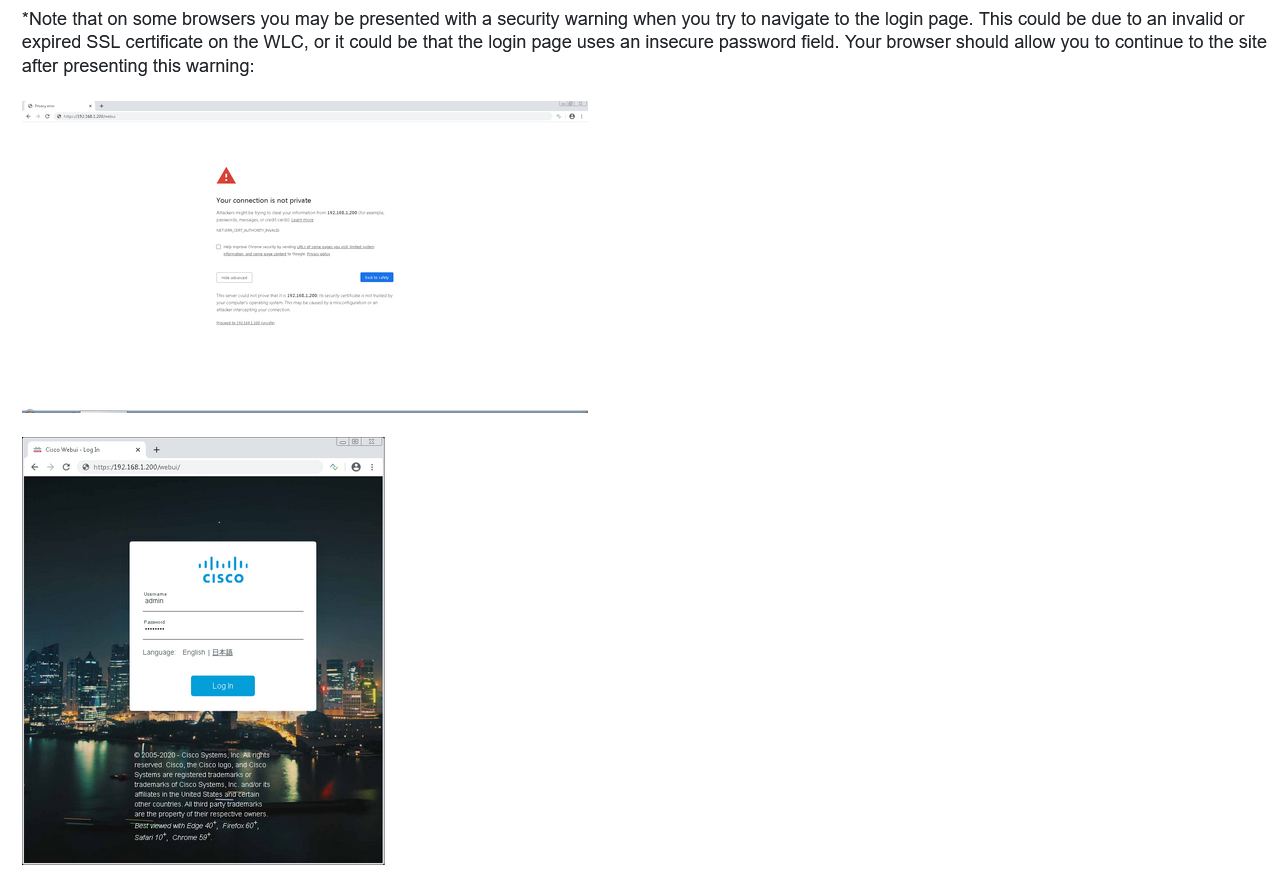 *Note that on some browsers you may be presented with a security warning when you try to navigate to the login page. This could be due to an invalid or
expired SSL certificate on the WLC, or it could be that the login page uses an insecure password field. Your browser should allow you to continue to the site
after presenting this warning:
Privacy error
https://192.168.1.200/webui
Your connection is not private
Attackers might be trying to steal your information from 192.168.1.200 (for example,
passwords, messages, or credit cards). Learn more
NET::ERR_CERT_AUTHORITY_INVALID
Help improve Chrome security by sending URLs of some pages you visit, limited system
information, and some page content to Google. Privacy policy
Hide advanced
Back to safety
This server could not prove that it is 192.168.1.200; its security certificate is not trusted by
your computer's operating system. This may be caused by a misconfiguration or an
attacker intercepting your connection.
Proceed to 192.168.1.200 (unsafe)
Cisco Webui - Log In
https://192.168.1.200/webui/
CISCO
Username
admin
Password
••••••••
Language: English | 日本語
Log In
© 2005-2020 - Cisco Systems, Inc. All rights
reserved. Cisco, the Cisco logo, and Cisco
Systems are registered trademarks or
trademarks of Cisco Systems, Inc. and/or its
affiliates in the United States and certain
other countries. All third party trademarks
are the property of their respective owners.
Best viewed with Edge 40+, Firefox 60+,
Safari 10+, Chrome 59+.